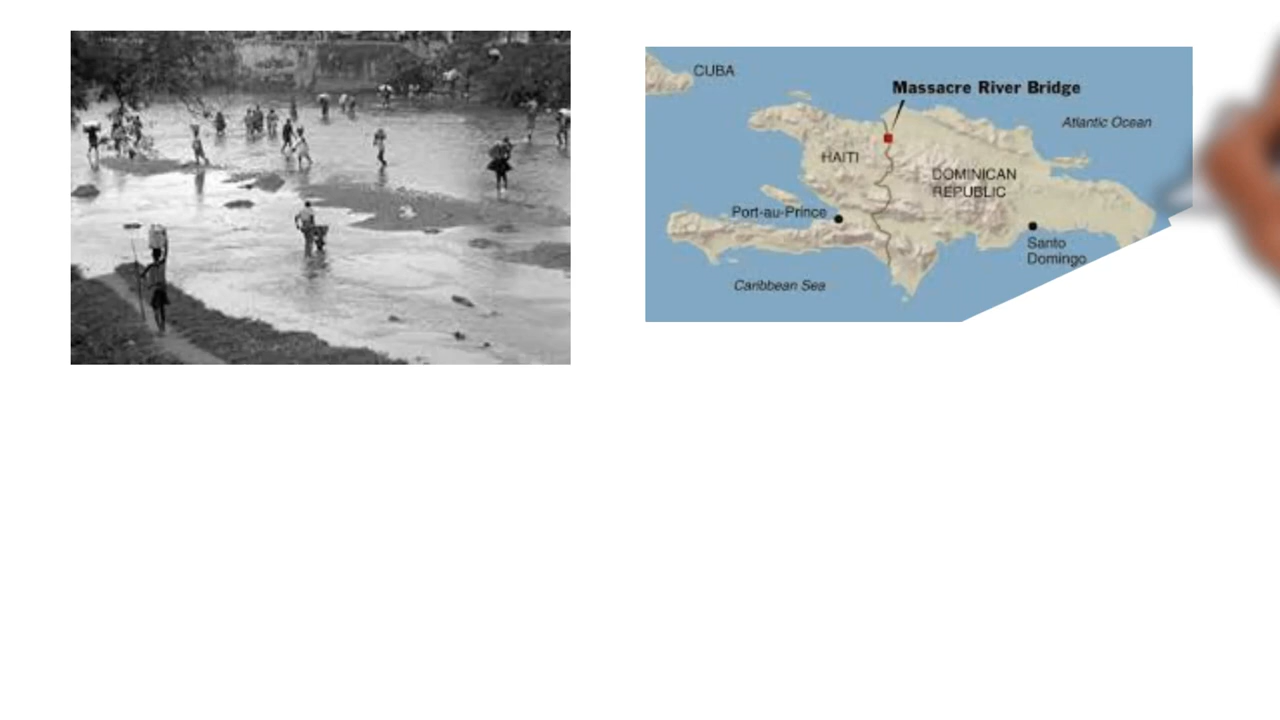 CUBA
Massacre River Bridge
Atlantic Ocean
HAITI
DOMINICAN
REPUBLIC
Port-au-Prince
Santo
Domingo
Caribbean Sea